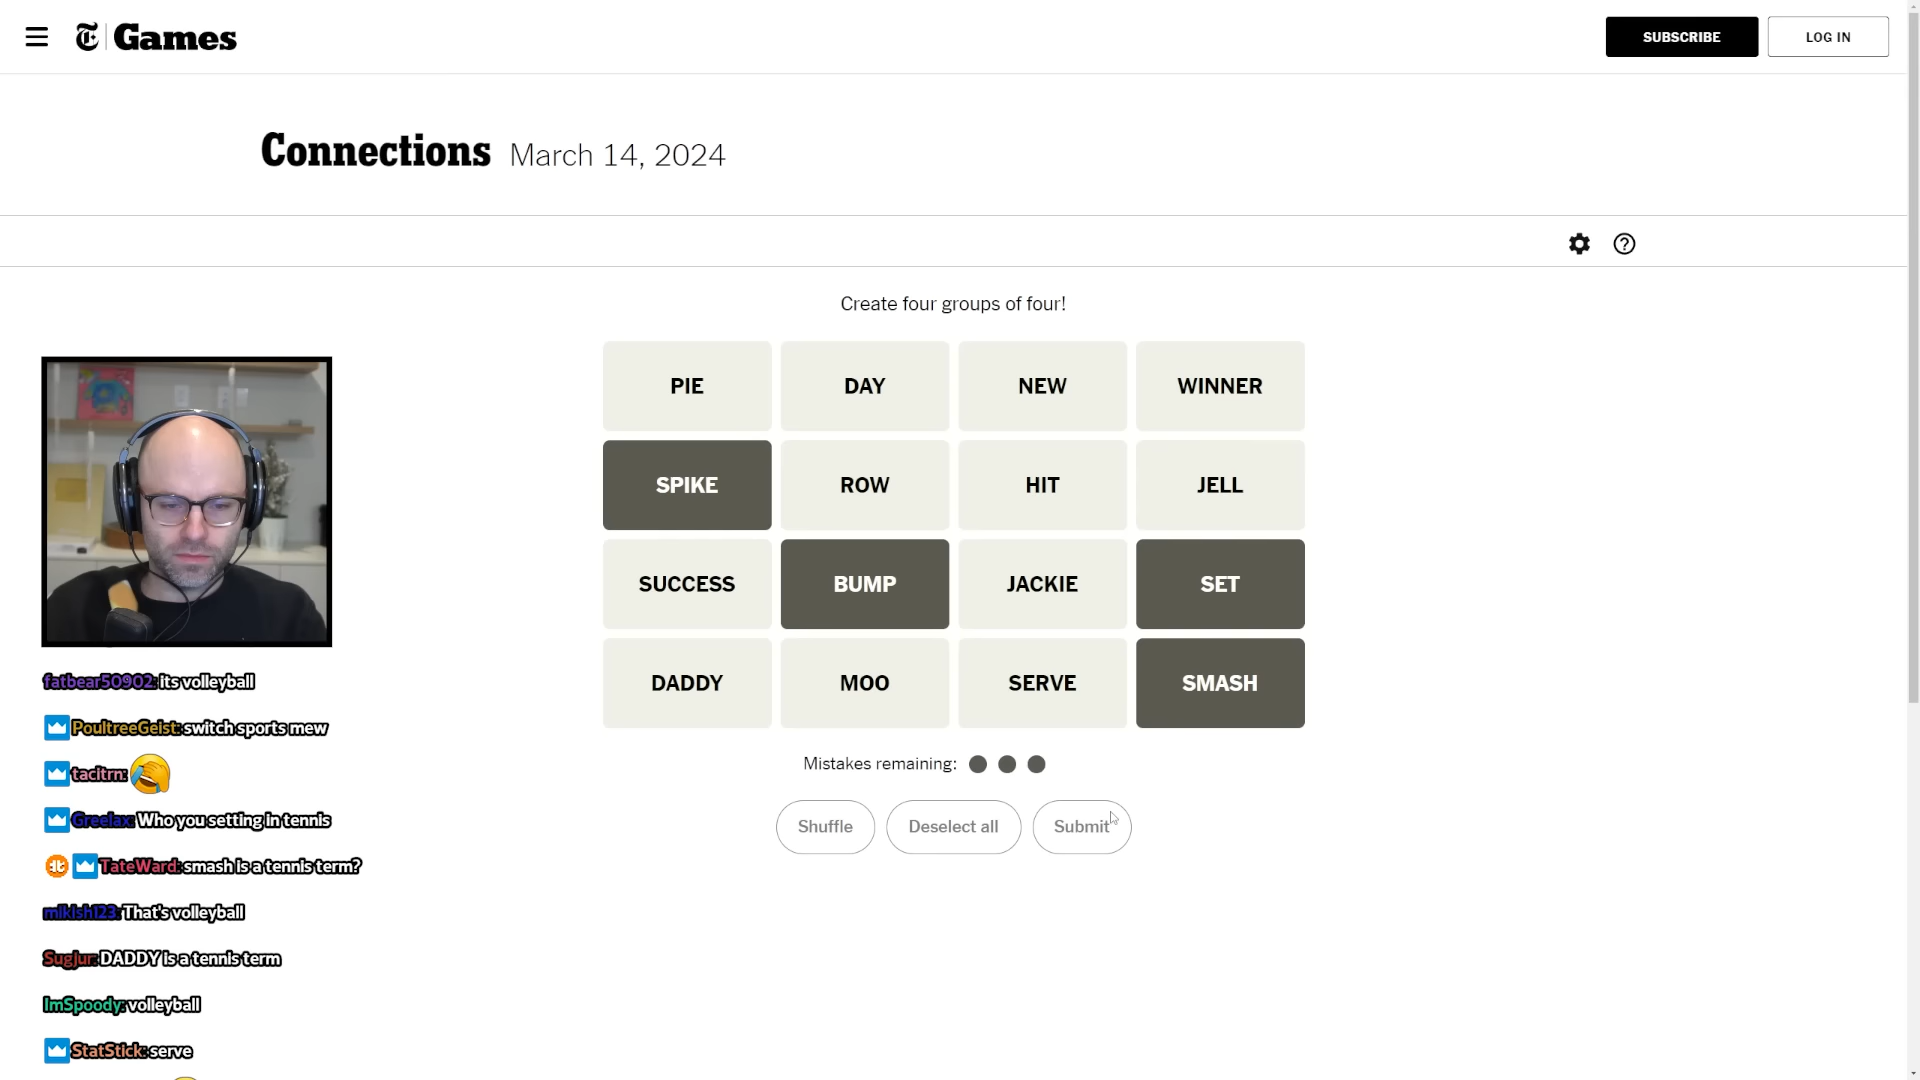 Games
SUBSCRIBE
LOG IN
Connections March 14, 2024
Create four groups of four!
PIE DAY NEW WINNER
SPIKE ROW HIT JELL
SUCCESS BUMP JACKIE SET
DADDY MOO SERVE SMASH
Mistakes remaining:
Shuffle Deselect all Submit
fatbear50902: its volleyball
PoultreeGeist: switch sports mew
tacitrn:
Greelax: Who you setting in tennis
TateWard: smash is a tennis term?
mikish123: That's volleyball
Sugjur: DADDY is a tennis term
ImSpoody: volleyball
StatStick: serve